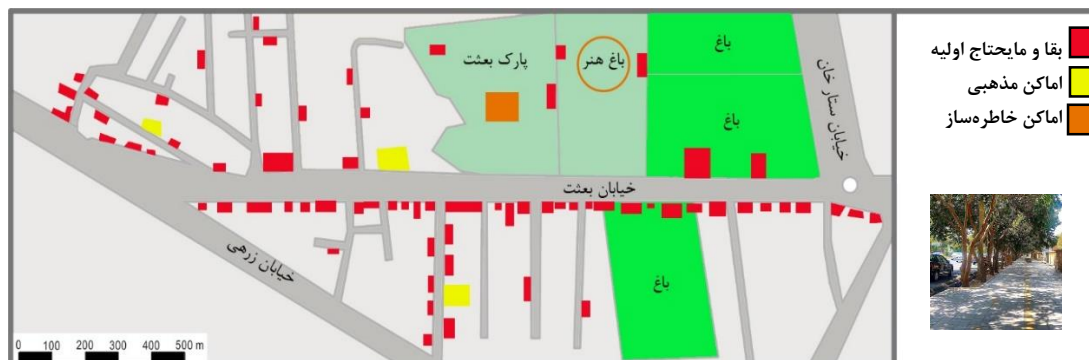 بقا و مایحتاج اولیه
اماکن مذهبی
اماکن خاطره‌ساز
باغ
باغ هنر
پارک بعثت
باغ
خیابان ستار خان
خیابان بعثت
خیابان زرهی
باغ
0 100 200 300 400 500 m